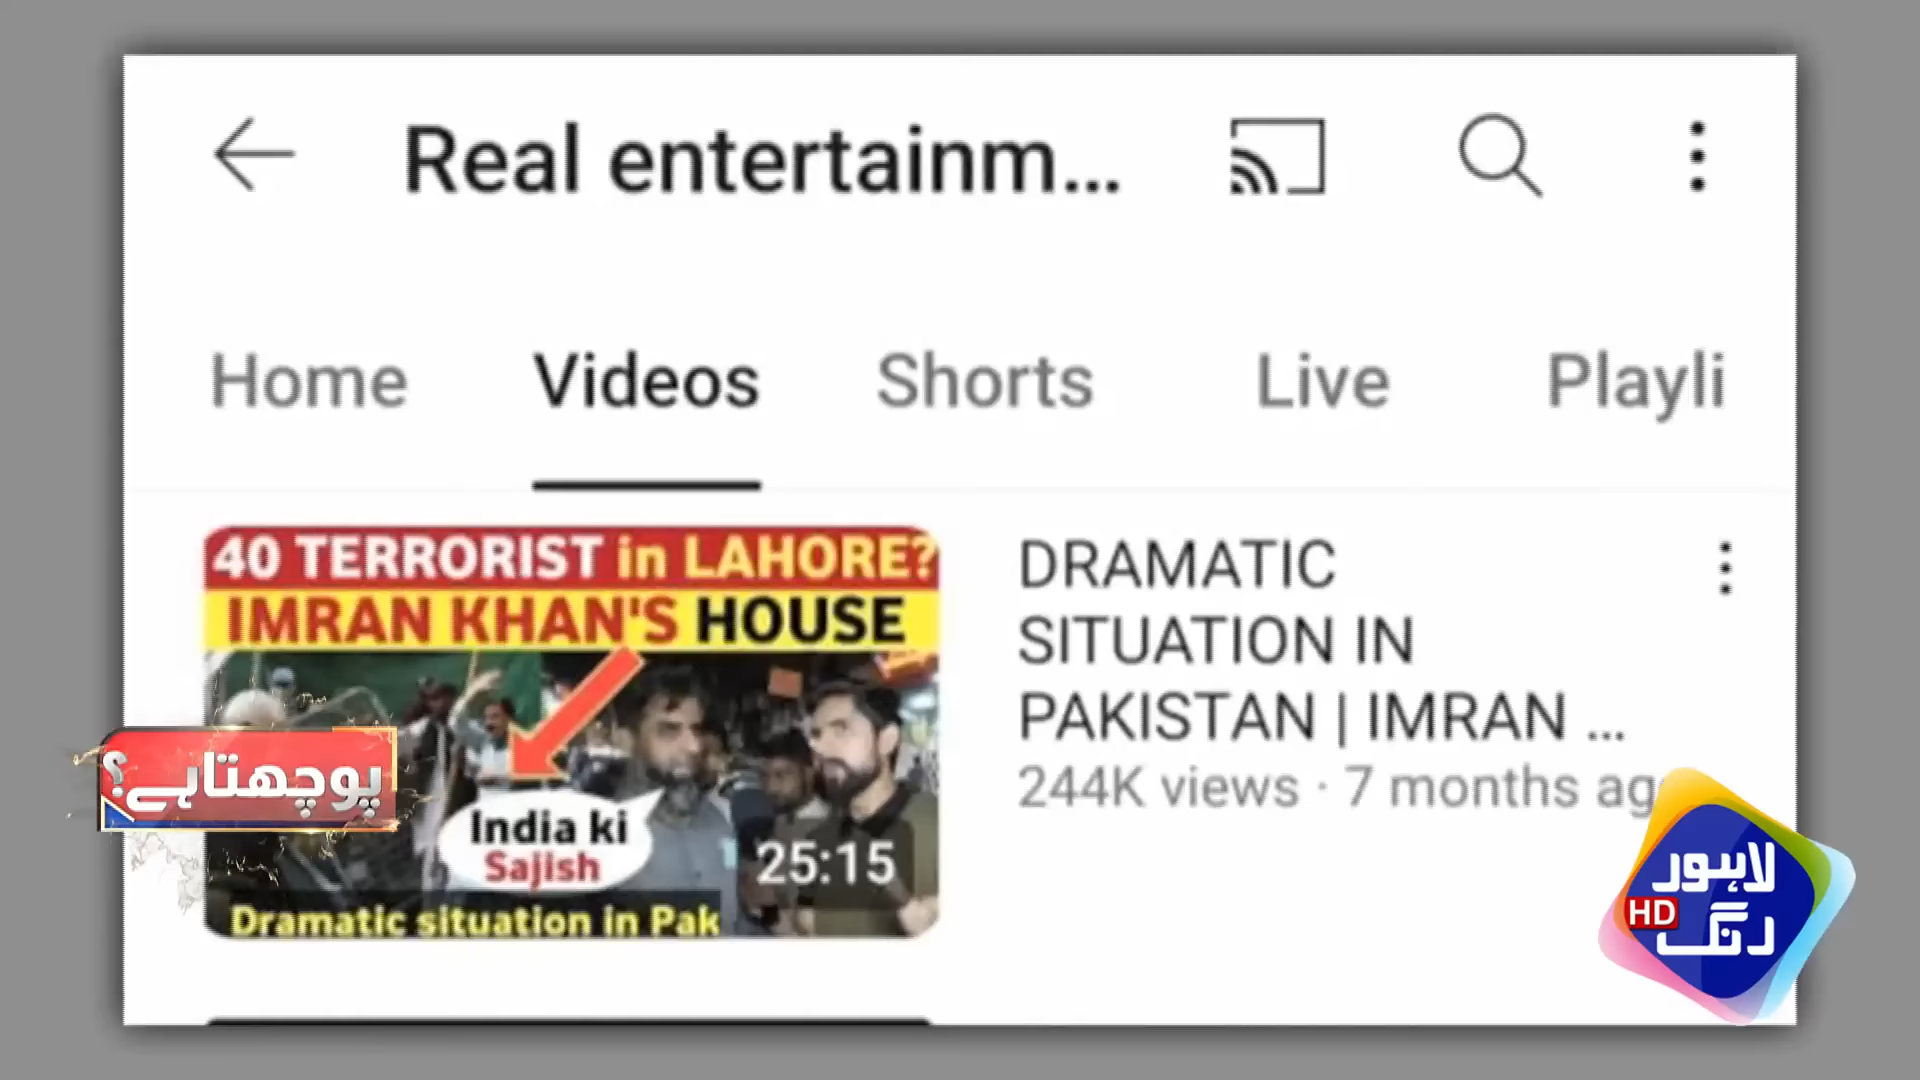 Real entertainm...
Home Videos Shorts Live Playli
40 TERRORIST in LAHORE?
IMRAN KHAN'S HOUSE
India ki
Sajish
25:15
Dramatic situation in Pak
DRAMATIC
SITUATION IN
PAKISTAN | IMRAN ...
244K views · 7 months ag
پوچھتا ہے؟
لاہور
HD
رنگ